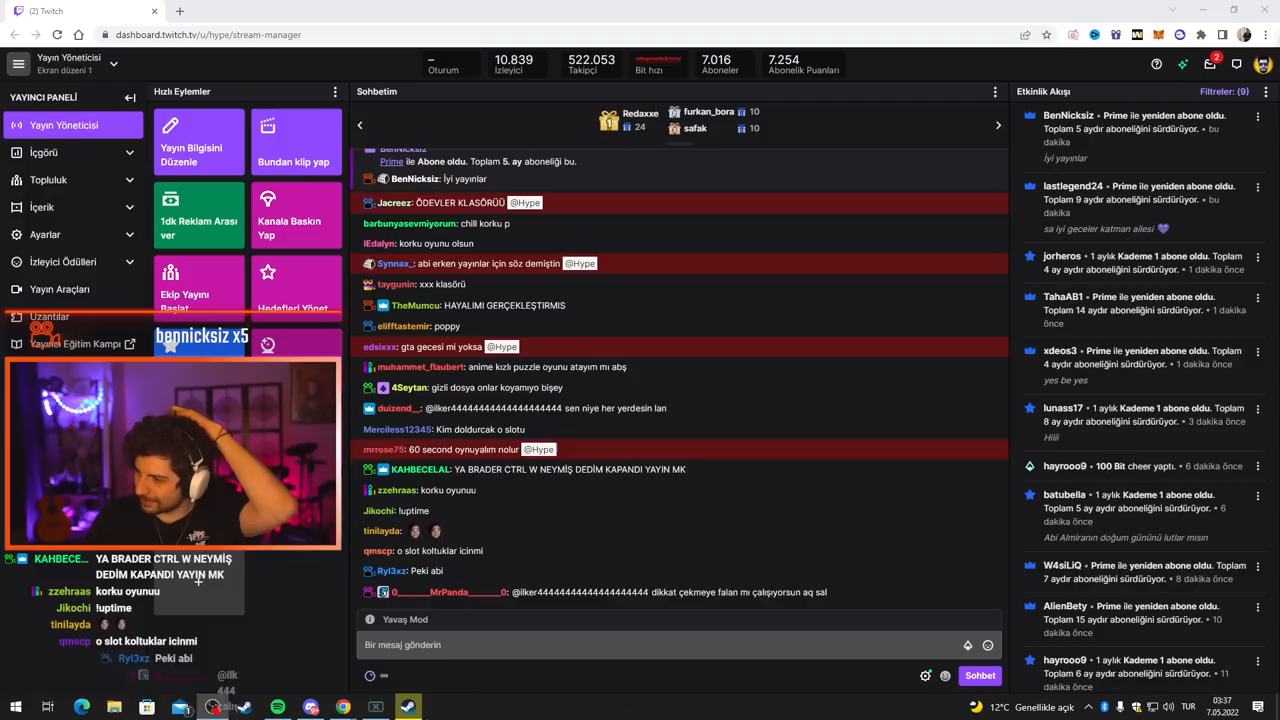 (2) Twitch
dashboard.twitch.tv/u/hype/stream-manager
Yayın Yöneticisi
Ekran düzeni 1
–
Oturum
10.839
İzleyici
522.053
Takipçi
Bit hızı
7.016
Aboneler
7.254
Abonelik Puanları
2
YAYINCI PANELİ
Yayın Yöneticisi
İçgörü
Topluluk
İçerik
Ayarlar
İzleyici Ödülleri
Yayın Araçları
Uzantılar
Yayıncı Eğitim Kampı
Hızlı Eylemler
Yayın Bilgisini
Düzenle
Bundan klip yap
1dk Reklam Arası
ver
Kanala Baskın
Yap
Ekip Yayını
Başlat
Hedefleri Yönet
bennicksiz x5
KAHBECE... YA BRADER CTRL W NEYMİŞ
DEDİM KAPANDI YAYIN MK
zzehraas korku oyunuu
Jikochi !uptime
tinilayda
qmscp o slot koltuklar icinmi
Ryl3xz Peki abi
@ilk
444
Sohbetim
1 Redaxxe
24
2 furkan_bora 10
3 safak 10
BenNicksiz
Prime ile Abone oldu. Toplam 5. ay aboneliği bu.
BenNicksiz: İyi yayınlar
Jacreez: ÖDEVLER KLASÖRÜÜ @Hype
barbunyasevmiyorum: chill korku p
IEdalyn: korku oyunu olsun
Synnax_: abi erken yayınlar için söz demiştin @Hype
taygunin: xxx klasörü
TheMumcu: HAYALIMI GERÇEKLEŞTIRMIS
elifftastemir: poppy
edsixxx: gta gecesi mi yoksa @Hype
muhammet_flaubert: anime kızlı puzzle oyunu atayım mı abş
4Seytan: gizli dosya onlar koyamıyo bişey
duizend__: @ilker44444444444444444444 sen niye her yerdesin lan
Merciless12345: Kim doldurcak o slotu
mrrose75: 60 second oynuyalım nolur @Hype
KAHBECELAL: YA BRADER CTRL W NEYMİŞ DEDİM KAPANDI YAYIN MK
zzehraas: korku oyunuu
Jikochi: !uptime
tinilayda:
qmscp: o slot koltuklar icinmi
Ryl3xz: Peki abi
0_______MrPanda_______0: @ilker44444444444444444444 dikkat çekmeye falan mı çalışıyorsun aq sal
Yavaş Mod
Bir mesaj gönderin
∞
Sohbet
Etkinlik Akışı
Filtreler: (9)
BenNicksiz • Prime ile yeniden abone oldu.
Toplam 5 aydır aboneliğini sürdürüyor. • bu
dakika
İyi yayınlar
lastlegend24 • Prime ile yeniden abone oldu.
Toplam 9 aydır aboneliğini sürdürüyor. • bu
dakika
sa iyi geceler katman ailesi 💜
jorheros • 1 aylık Kademe 1 abone oldu. Toplam
4 ay aydır aboneliğini sürdürüyor. • 1 dakika önce
TahaAB1 • Prime ile yeniden abone oldu.
Toplam 14 aydır aboneliğini sürdürüyor. • 1 dakika
önce
xdeos3 • Prime ile yeniden abone oldu. Toplam
4 aydır aboneliğini sürdürüyor. • 1 dakika önce
yes be yes
lunass17 • 1 aylık Kademe 1 abone oldu. Toplam
8 ay aydır aboneliğini sürdürüyor. • 3 dakika önce
Hiiii
hayrooo9 • 100 Bit cheer yaptı. • 6 dakika önce
batubella • 1 aylık Kademe 1 abone oldu.
Toplam 5 ay aydır aboneliğini sürdürüyor. • 6
dakika önce
Abi Almiranın doğum gününü lutlar mısın
W4siLiQ • Prime ile yeniden abone oldu. Toplam
7 aydır aboneliğini sürdürüyor. • 8 dakika önce
AlienBety • Prime ile yeniden abone oldu.
Toplam 15 aydır aboneliğini sürdürüyor. • 10
dakika önce
hayrooo9 • 1 aylık Kademe 1 abone oldu.
Toplam 6 ay aydır aboneliğini sürdürüyor. • 11
dakika önce
12°C Genellikle açık
TUR
03:37
7.05.2022